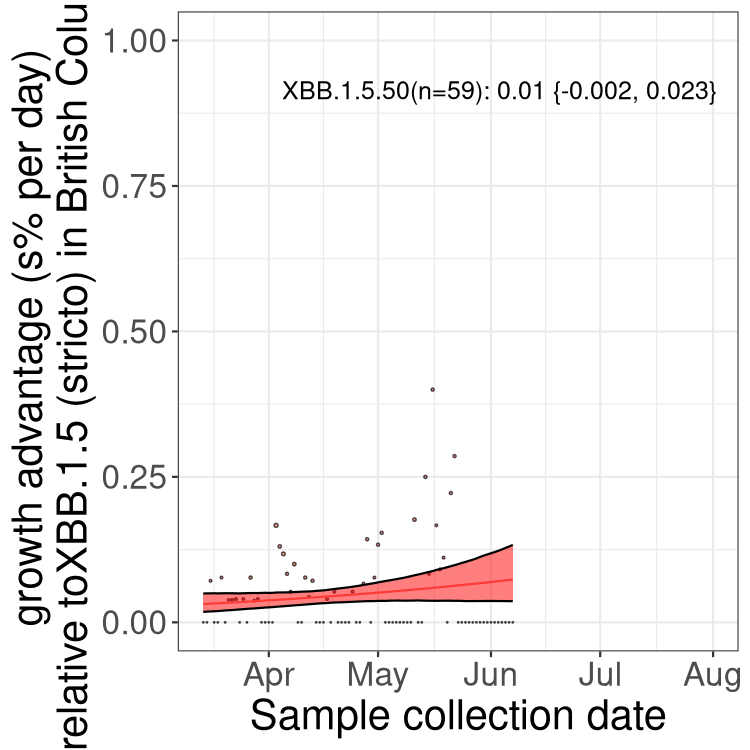 growth advantage (s% per day)
relative toXBB.1.5 (stricto) in British Colu
1.00
0.75
0.50
0.25
0.00
XBB.1.5.50(n=59): 0.01 {-0.002, 0.023}
Apr May Jun Jul Aug
Sample collection date